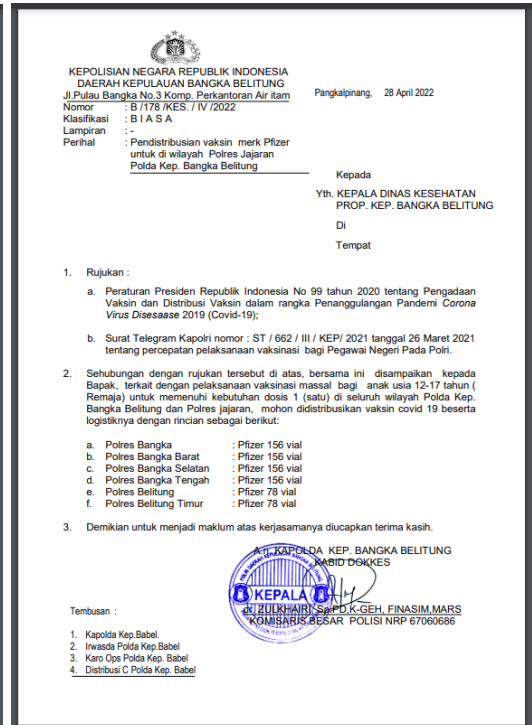 KEPOLISIAN NEGARA REPUBLIK INDONESIA
DAERAH KEPULAUAN BANGKA BELITUNG
Jl.Pulau Bangka No.3 Komp. Perkantoran Air itam
Pangkalpinang, 28 April 2022
Nomor : B /178 /KES. / IV /2022
Klasifikasi : B I A S A
Lampiran : -
Perihal : Pendistribusian vaksin merk Pfizer
untuk di wilayah Polres Jajaran
Polda Kep. Bangka Belitung
Kepada
Yth. KEPALA DINAS KESEHATAN
PROP. KEP. BANGKA BELITUNG
Di
Tempat
1. Rujukan :
a. Peraturan Presiden Republik Indonesia No 99 tahun 2020 tentang Pengadaan
Vaksin dan Distribusi Vaksin dalam rangka Penanggulangan Pandemi Corona
Virus Disesaase 2019 (Covid-19);
b. Surat Telegram Kapolri nomor : ST / 662 / III / KEP/ 2021 tanggal 26 Maret 2021
tentang percepatan pelaksanaan vaksinasi bagi Pegawai Negeri Pada Polri.
2. Sehubungan dengan rujukan tersebut di atas, bersama ini disampaikan kepada
Bapak, terkait dengan pelaksanaan vaksinasi massal bagi anak usia 12-17 tahun (
Remaja) untuk memenuhi kebutuhan dosis 1 (satu) di seluruh wilayah Polda Kep.
Bangka Belitung dan Polres jajaran, mohon didistribusikan vaksin covid 19 beserta
logistiknya dengan rincian sebagai berikut:
a. Polres Bangka : Pfizer 156 vial
b. Polres Bangka Barat : Pfizer 156 vial
c. Polres Bangka Selatan : Pfizer 156 vial
d. Polres Bangka Tengah : Pfizer 156 vial
e. Polres Belitung : Pfizer 78 vial
f. Polres Belitung Timur : Pfizer 78 vial
3. Demikian untuk menjadi maklum atas kerjasamanya diucapkan terima kasih.
A.n. KAPOLDA KEP. BANGKA BELITUNG
KABID DOKKES
KEPALA
dr. ZULKHAIRI, Sp.PD,K-GEH, FINASIM,MARS
KOMISARIS BESAR POLISI NRP 67060686
Tembusan :
1. Kapolda Kep.Babel.
2. Irwasda Polda Kep.Babel
3. Karo Ops Polda Kep. Babel
4. Distribusi C Polda Kep. Babel